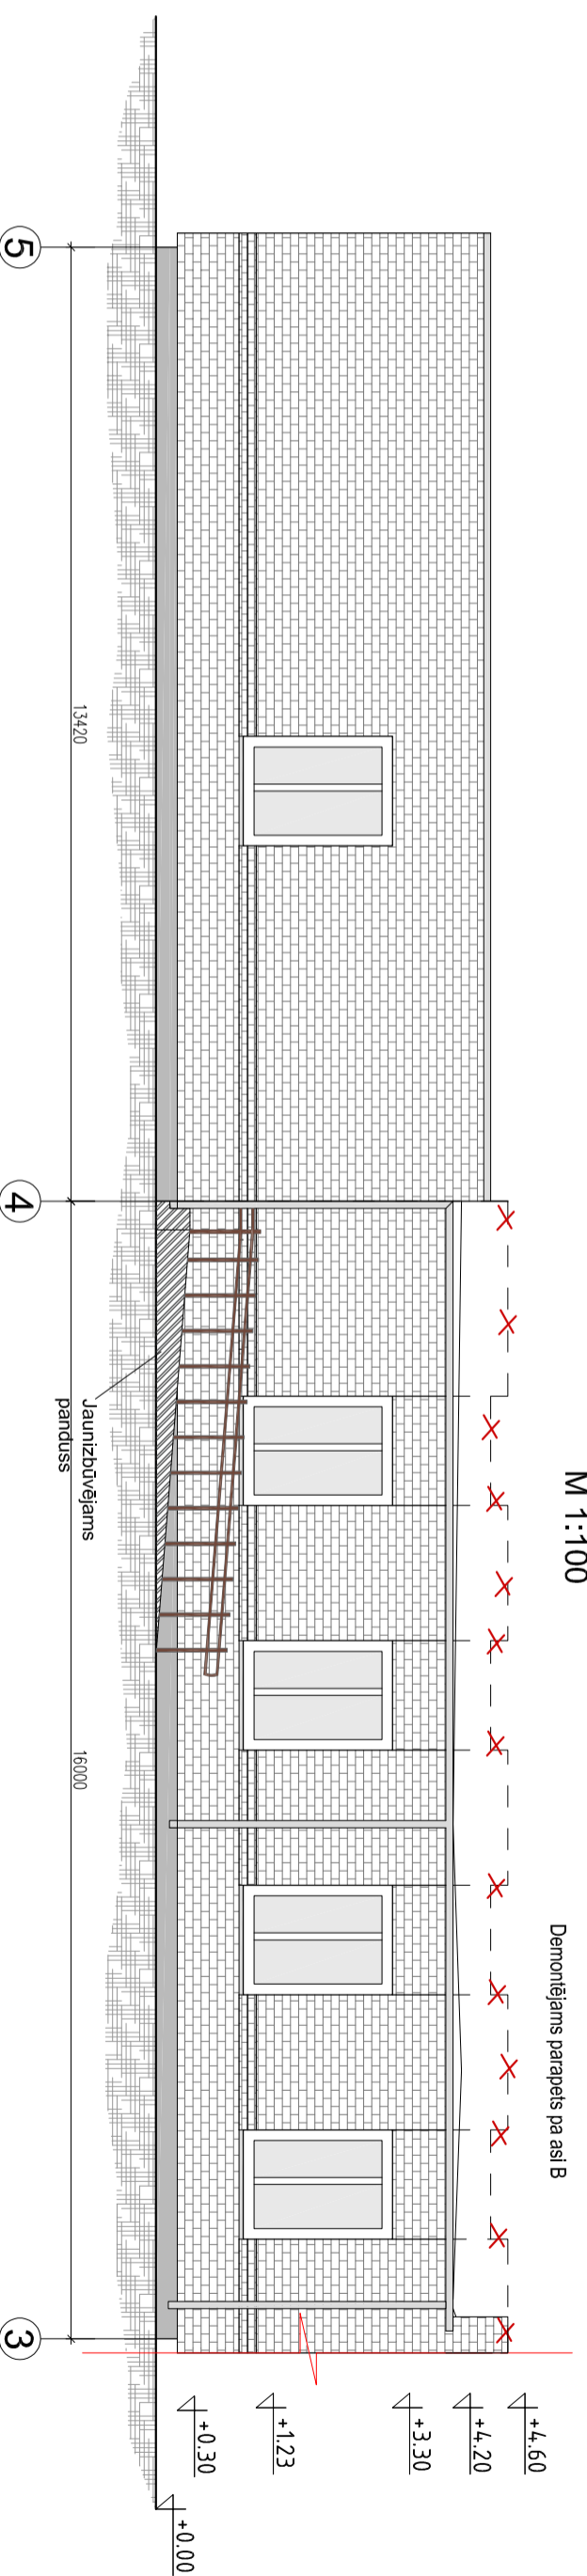 M 1:100
Demontējams parapets pa asi B
+4.60
+4.20
+3.30
+1.23
+0.30
+0.00
Jaunizbūvējams
panduss
13420
16000
5
4
3